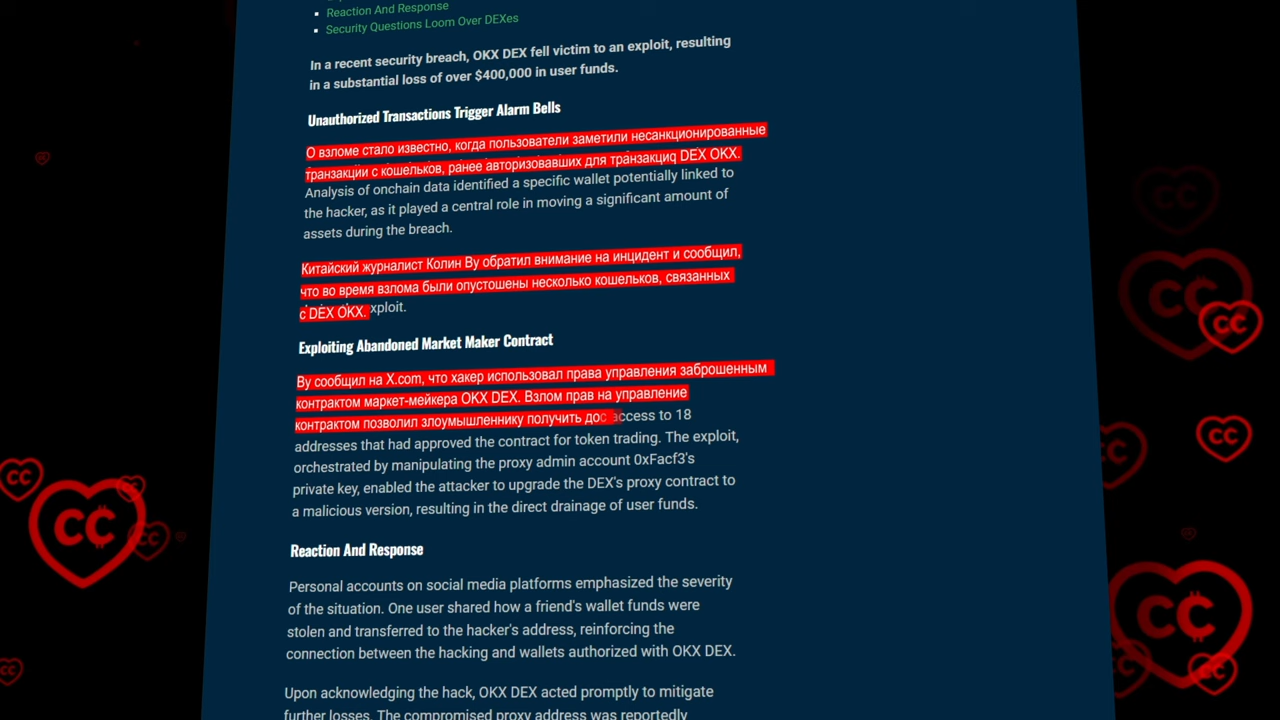 Reaction And Response
Security Questions Loom Over DEXes
In a recent security breach, OKX DEX fell victim to an exploit, resulting
in a substantial loss of over $400,000 in user funds.
Unauthorized Transactions Trigger Alarm Bells
О взломе стало известно, когда пользователи заметили несанкционированные
транзакции с кошельков, ранее авторизовавших для транзакциq DEX OKX.
Analysis of onchain data identified a specific wallet potentially linked to
the hacker, as it played a central role in moving a significant amount of
assets during the breach.
Китайский журналист Колин Ву обратил внимание на инцидент и сообщил,
что во время взлома были опустошены несколько кошельков, связанных
с DEX OKX. xploit.
Exploiting Abandoned Market Maker Contract
Ву сообщил на X.com, что хакер использовал права управления заброшенным
контрактом маркет-мейкера OKX DEX. Взлом прав на управление
контрактом позволил злоумышленнику получить дос access to 18
addresses that had approved the contract for token trading. The exploit,
orchestrated by manipulating the proxy admin account 0xFacf3's
private key, enabled the attacker to upgrade the DEX's proxy contract to
a malicious version, resulting in the direct drainage of user funds.
Reaction And Response
Personal accounts on social media platforms emphasized the severity
of the situation. One user shared how a friend's wallet funds were
stolen and transferred to the hacker's address, reinforcing the
connection between the hacking and wallets authorized with OKX DEX.
Upon acknowledging the hack, OKX DEX acted promptly to mitigate
further losses. The compromised proxy address was reportedly